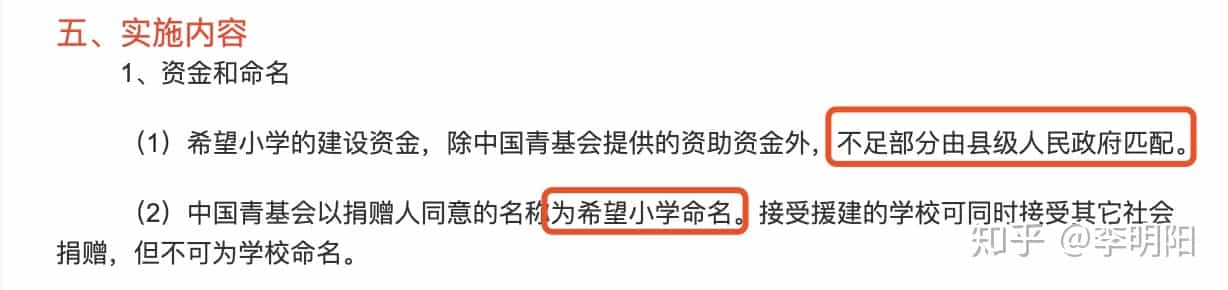 五、实施内容
1、资金和命名
（1）希望小学的建设资金，除中国青基会提供的资助资金外，不足部分由县级人民政府匹配。
（2）中国青基会以捐赠人同意的名称为希望小学命名。接受援建的学校可同时接受其它社会
捐赠，但不可为学校命名。
知乎 @李明阳